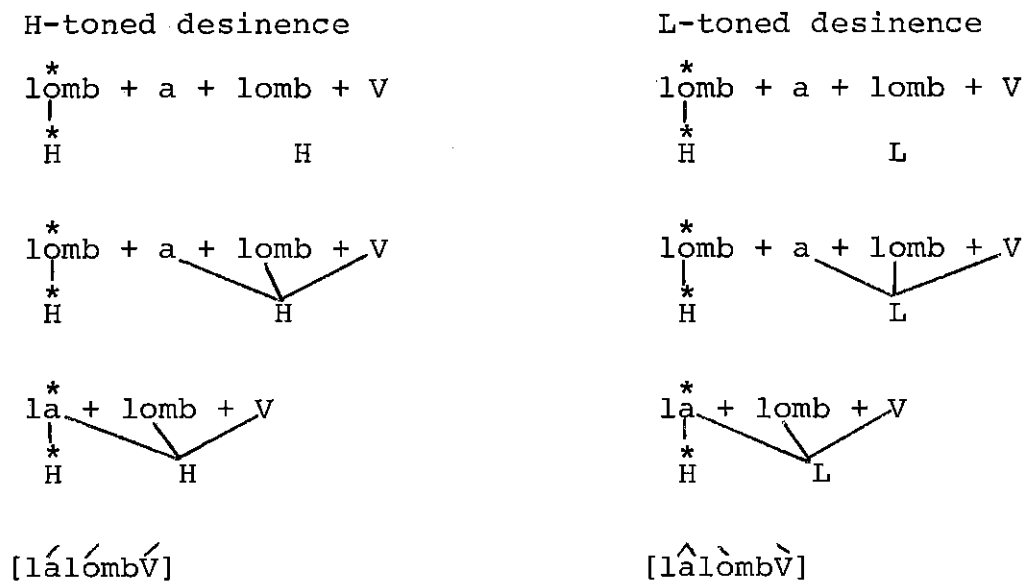 H-toned desinence L-toned desinence
* *
lomb + a + lomb + V lomb + a + lomb + V
* *
H H H L
* *
lomb + a + lomb + V lomb + a + lomb + V
* *
H H H L
* *
la + lomb + V la + lomb + V
* *
H H H L
[lálómbV́] [lâlòmbV̀]